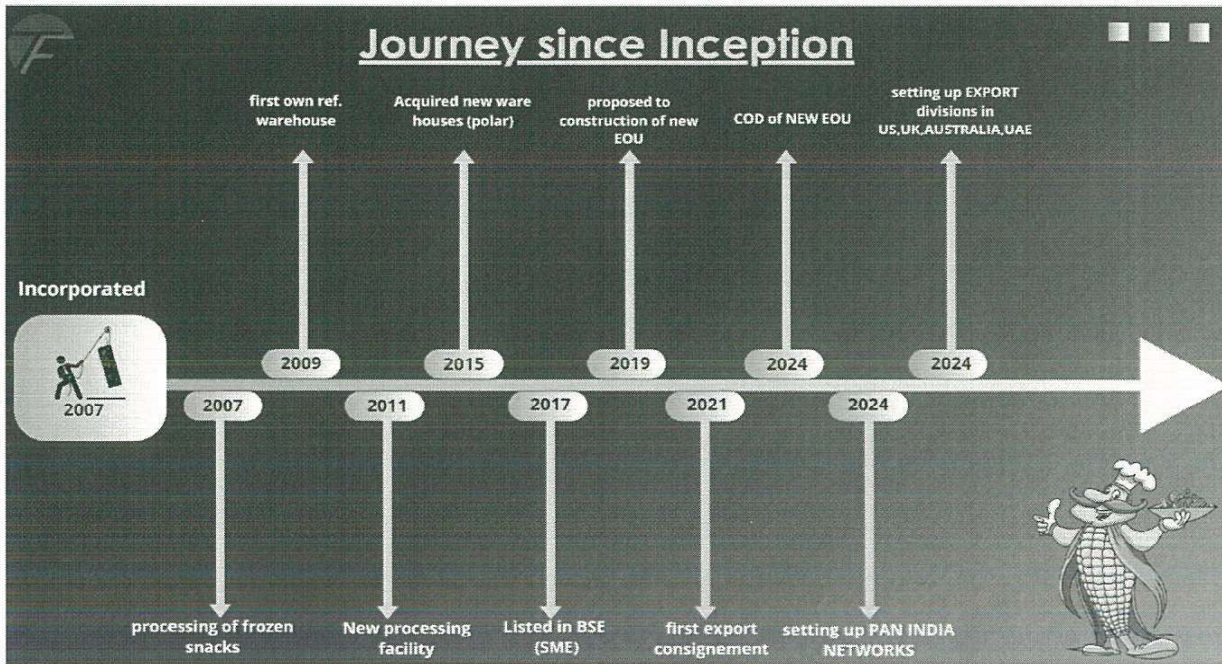 TF
Journey since Inception
first own ref.
warehouse
Acquired new ware
houses (polar)
proposed to
construction of new
EOU
COD of NEW EOU
setting up EXPORT
divisions in
US,UK,AUSTRALIA,UAE
Incorporated
2007
2009
2015
2019
2024
2024
2007
2011
2017
2021
2024
processing of frozen
snacks
New processing
facility
Listed in BSE
(SME)
first export
consignement
setting up PAN INDIA
NETWORKS